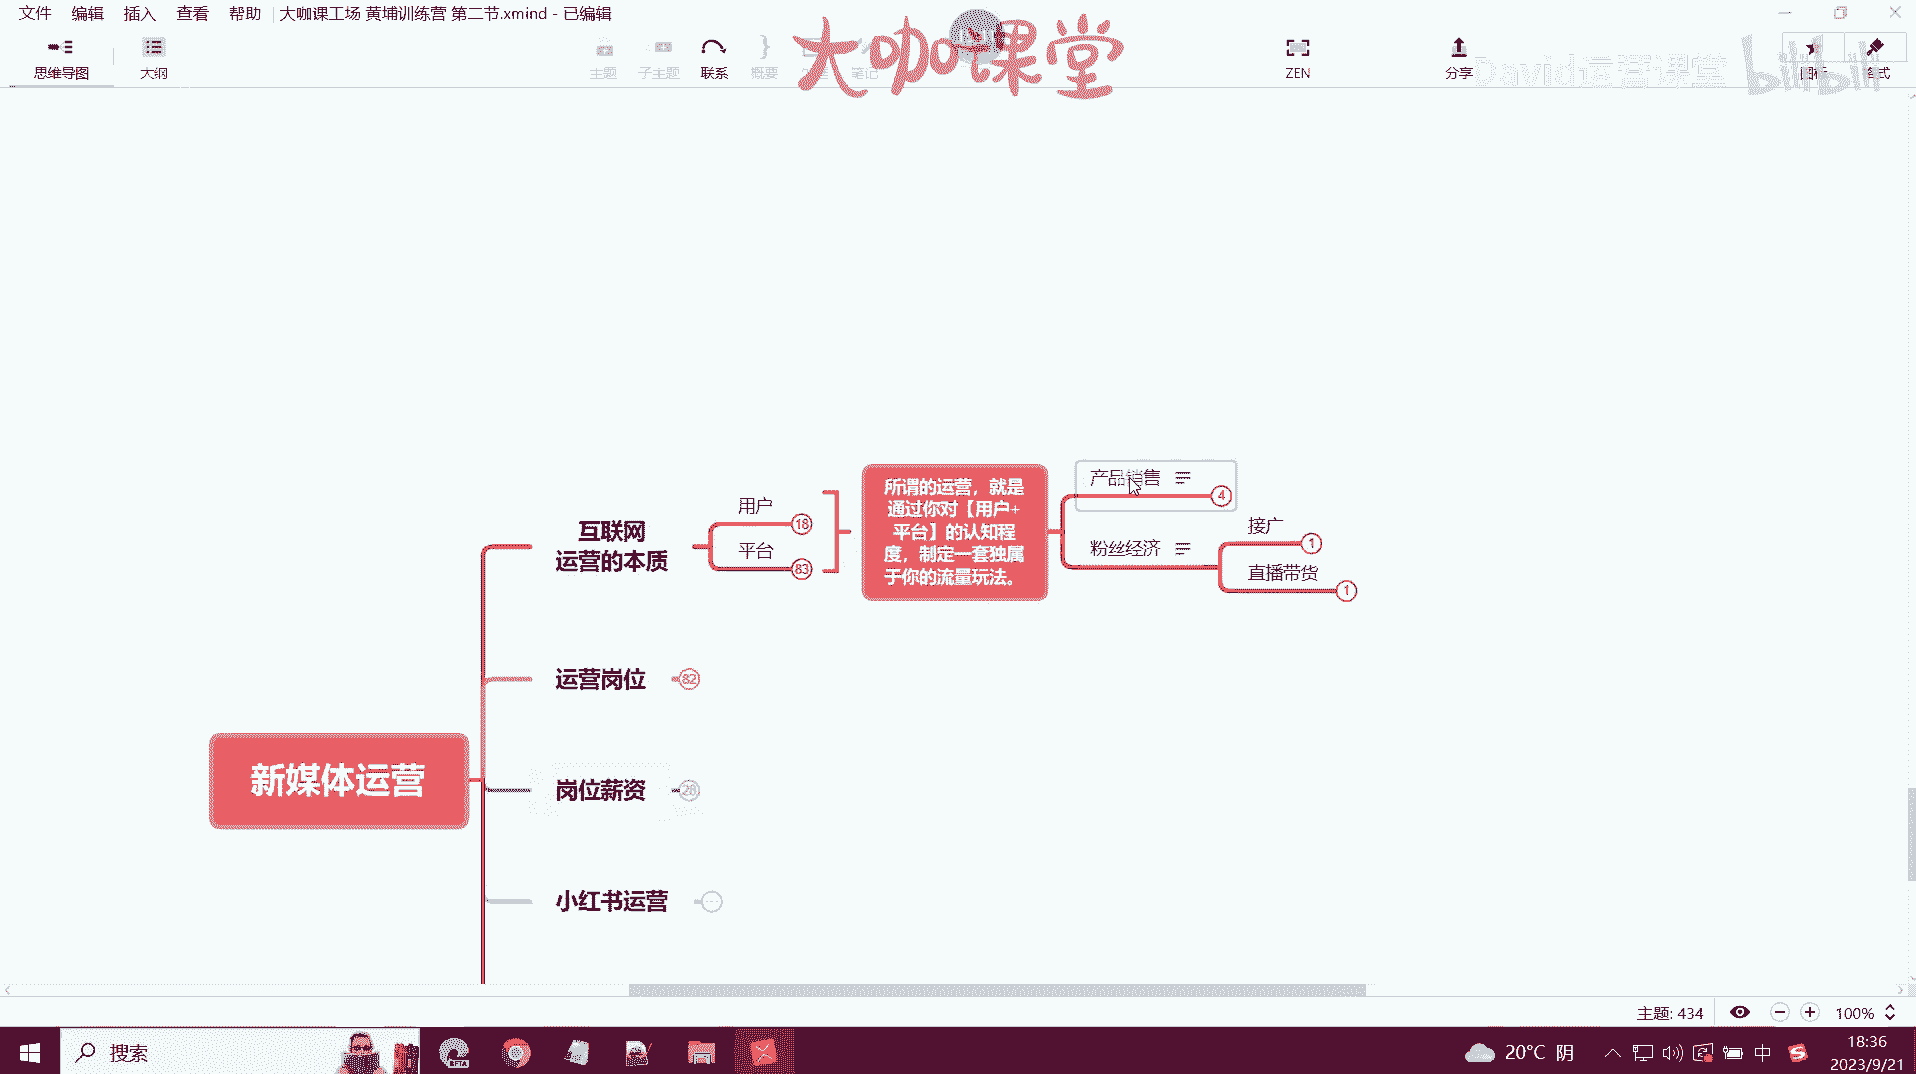 文件 编辑 插入 查看 帮助 大咖课工场 黄埔训练营 第二节.xmind - 已编辑
思维导图 大纲 主题 子主题 联系 概要 笔记 ZEN 分享
大咖课堂
David运营课堂 bilibili
产品销售
4
所谓的运营，就是
通过你对【用户+
平台】的认知程
度，制定一套独属
于你的流量玩法。
用户
18
平台
83
互联网
运营的本质
粉丝经济
接广
1
直播带货
1
运营岗位
82
新媒体运营
岗位薪资
28
小红书运营
主题: 434
100%
搜索
BETA
20°C 阴
中
18:36
2023/9/21